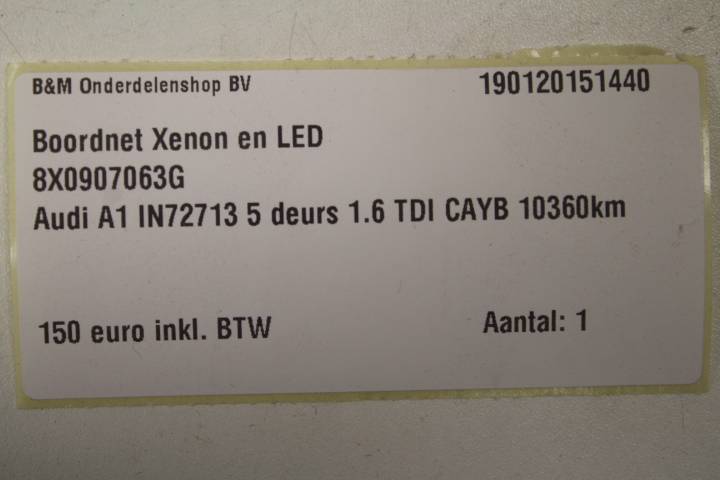 B&M Onderdelenshop BV 190120151440
Boordnet Xenon en LED
8X0907063G
Audi A1 IN72713 5 deurs 1.6 TDI CAYB 10360km
150 euro inkl. BTW Aantal: 1